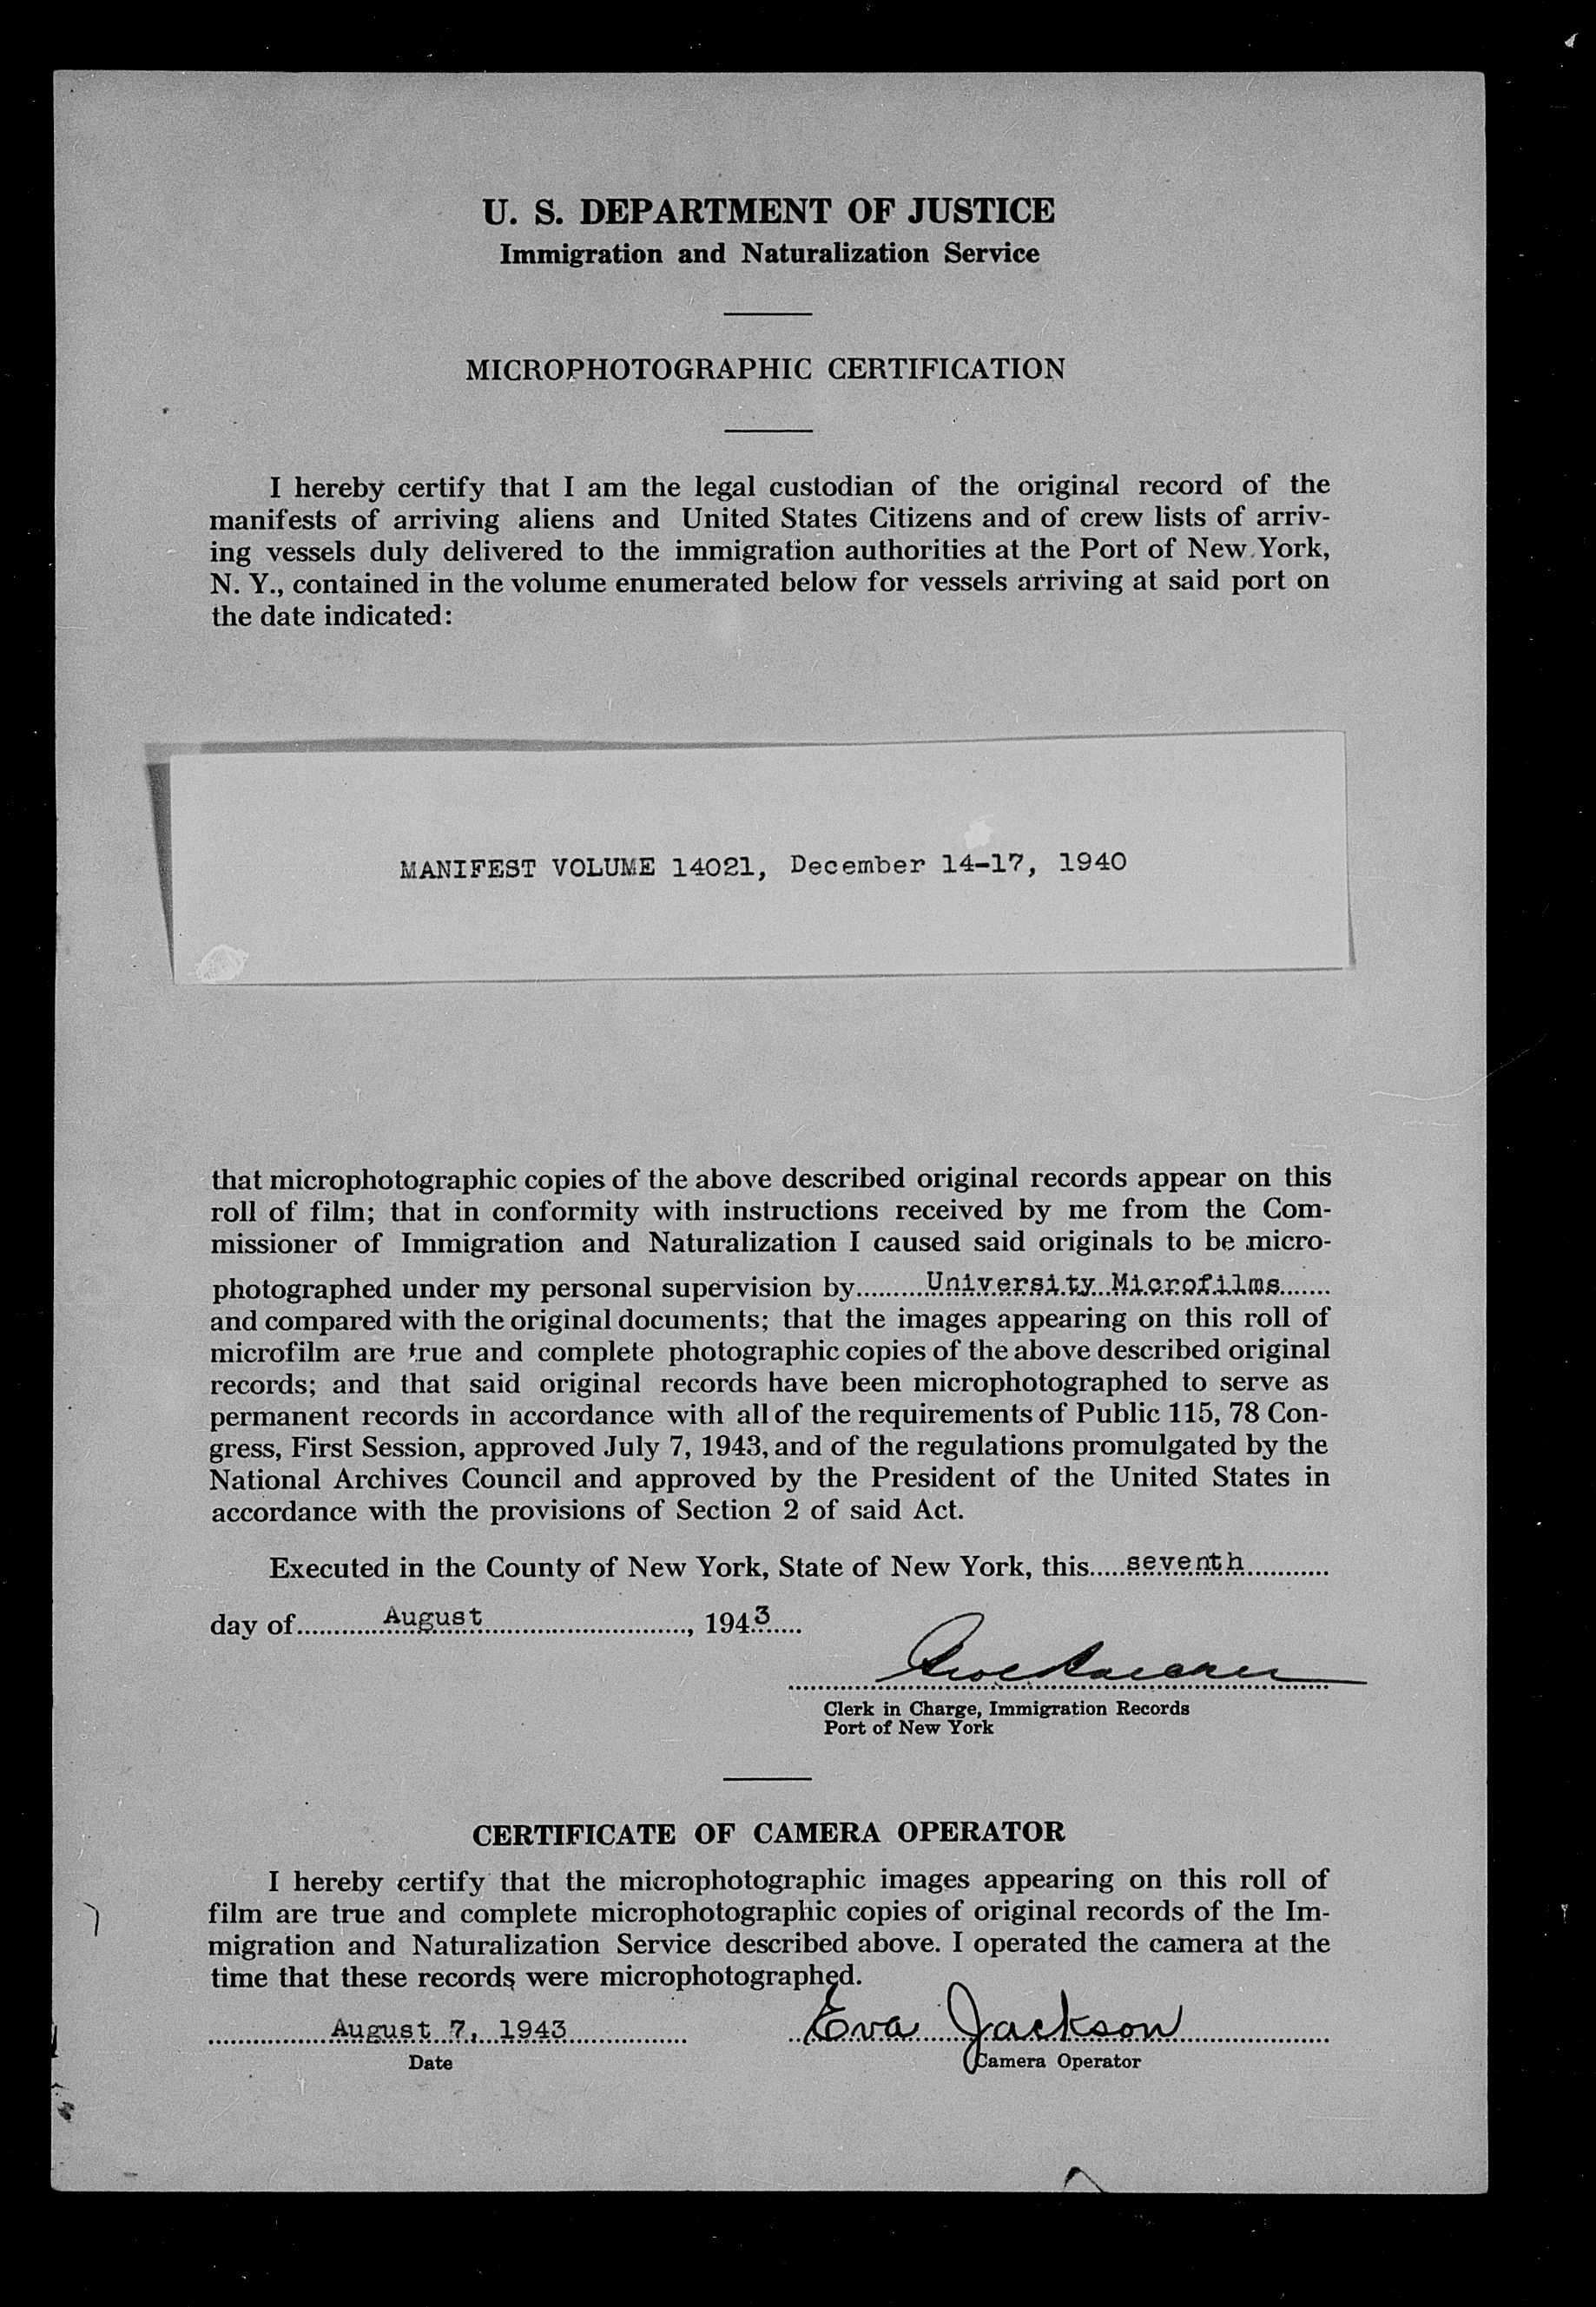 U. S. DEPARTMENT OF JUSTICE
Immigration and Naturalization Service
MICROPHOTOGRAPHIC CERTIFICATION
I hereby certify that I am the legal custodian of the original record of the
manifests of arriving aliens and United States Citizens and of crew lists of arriv-
ing vessels duly delivered to the immigration authorities at the Port of New York,
N. Y., contained in the volume enumerated below for vessels arriving at said port on
the date indicated:
MANIFEST VOLUME 14021, December 14-17, 1940
that microphotographic copies of the above described original records appear on this
roll of film; that in conformity with instructions received by me from the Com-
missioner of Immigration and Naturalization I caused said originals to be micro-
photographed under my personal supervision by University Microfilms
and compared with the original documents; that the images appearing on this roll of
microfilm are true and complete photographic copies of the above described original
records; and that said original records have been microphotographed to serve as
permanent records in accordance with all of the requirements of Public 115, 78 Con-
gress, First Session, approved July 7, 1943, and of the regulations promulgated by the
National Archives Council and approved by the President of the United States in
accordance with the provisions of Section 2 of said Act.
Executed in the County of New York, State of New York, this seventh
day of August, 1943
Clerk in Charge, Immigration Records
Port of New York
CERTIFICATE OF CAMERA OPERATOR
I hereby certify that the microphotographic images appearing on this roll of
film are true and complete microphotographic copies of original records of the Im-
migration and Naturalization Service described above. I operated the camera at the
time that these records were microphotographed.
August 7, 1943 Eva Jackson
Date Camera Operator